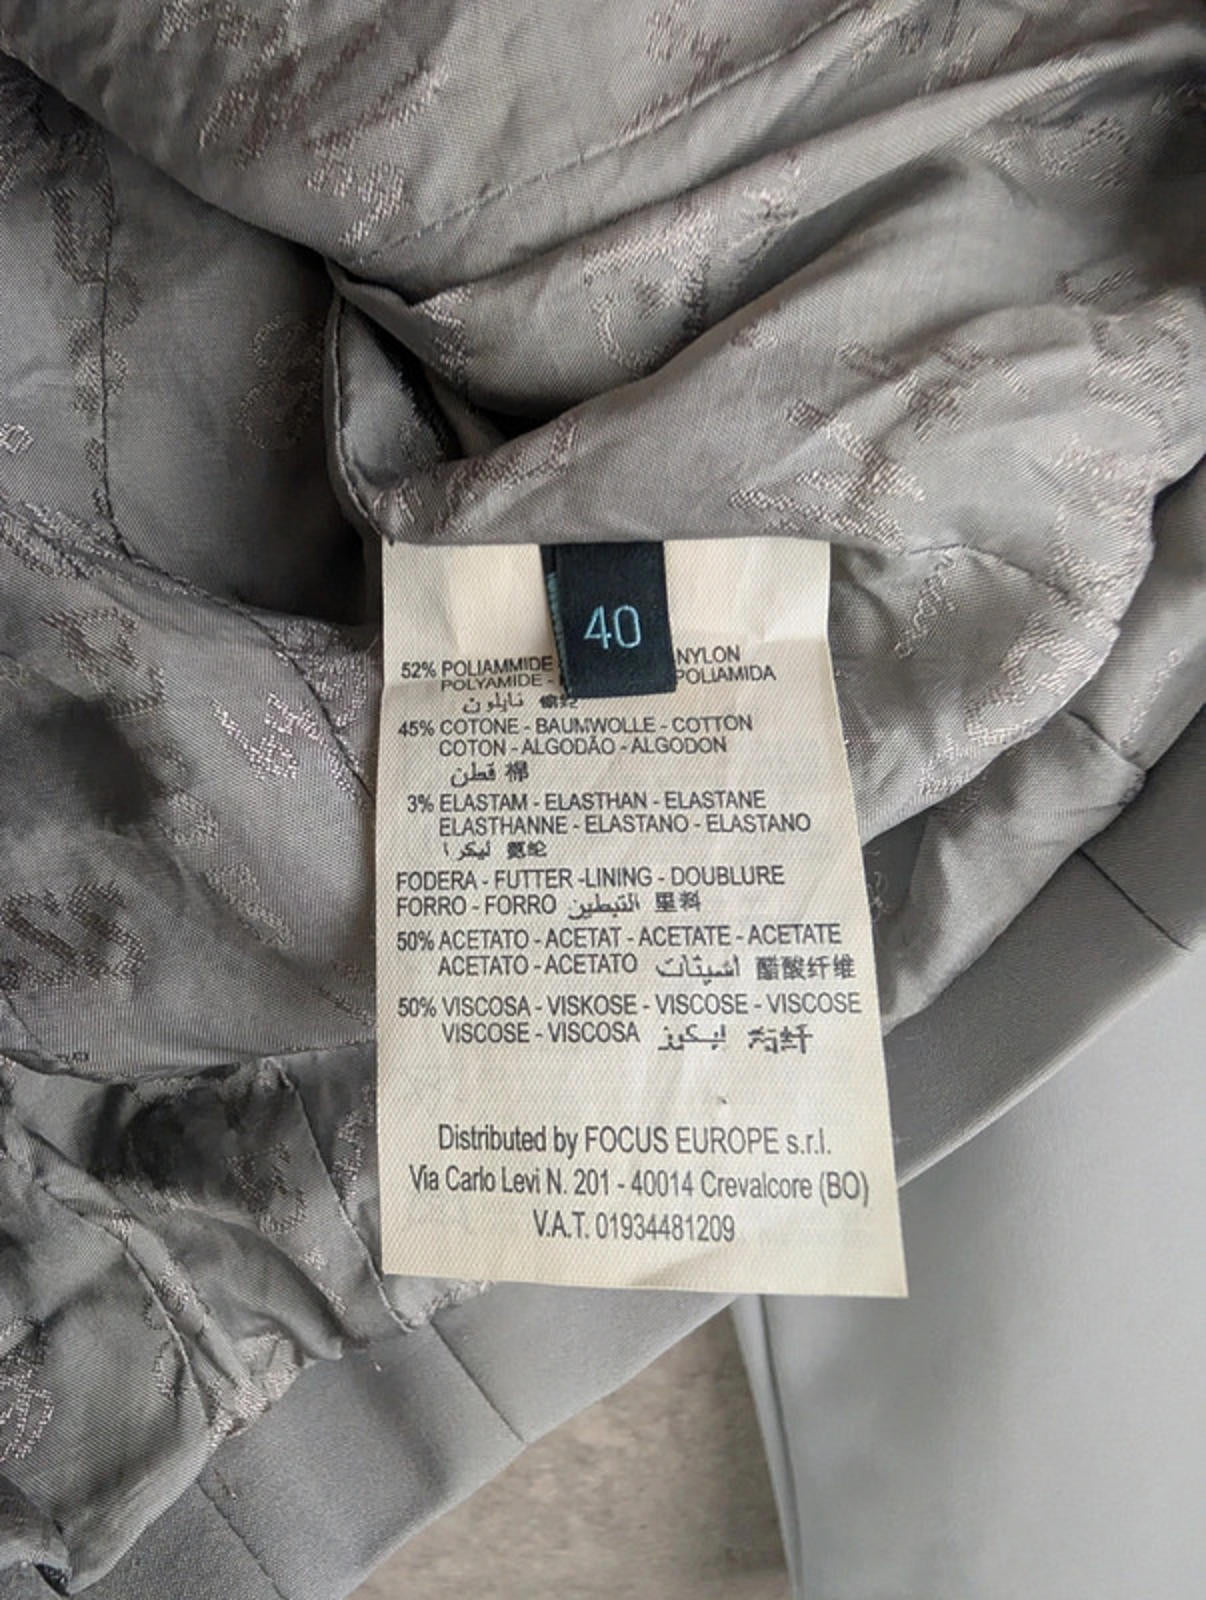 40
52% POLIAMMIDE NYLON
POLYAMIDE - POLIAMIDA
نايلون
45% COTONE - BAUMWOLLE - COTTON
COTON - ALGODÃO - ALGODON
قطن 棉
3% ELASTAM - ELASTHAN - ELASTANE
ELASTHANNE - ELASTANO - ELASTANO
ليكرا 氨纶
FODERA - FUTTER -LINING - DOUBLURE
FORRO - FORRO التبطين 里料
50% ACETATO - ACETAT - ACETATE - ACETATE
ACETATO - ACETATO أسيتات 醋酸纤维
50% VISCOSA - VISKOSE - VISCOSE - VISCOSE
VISCOSE - VISCOSA
Distributed by FOCUS EUROPE s.r.l.
Via Carlo Levi N. 201 - 40014 Crevalcore (BO)
V.A.T. 01934481209